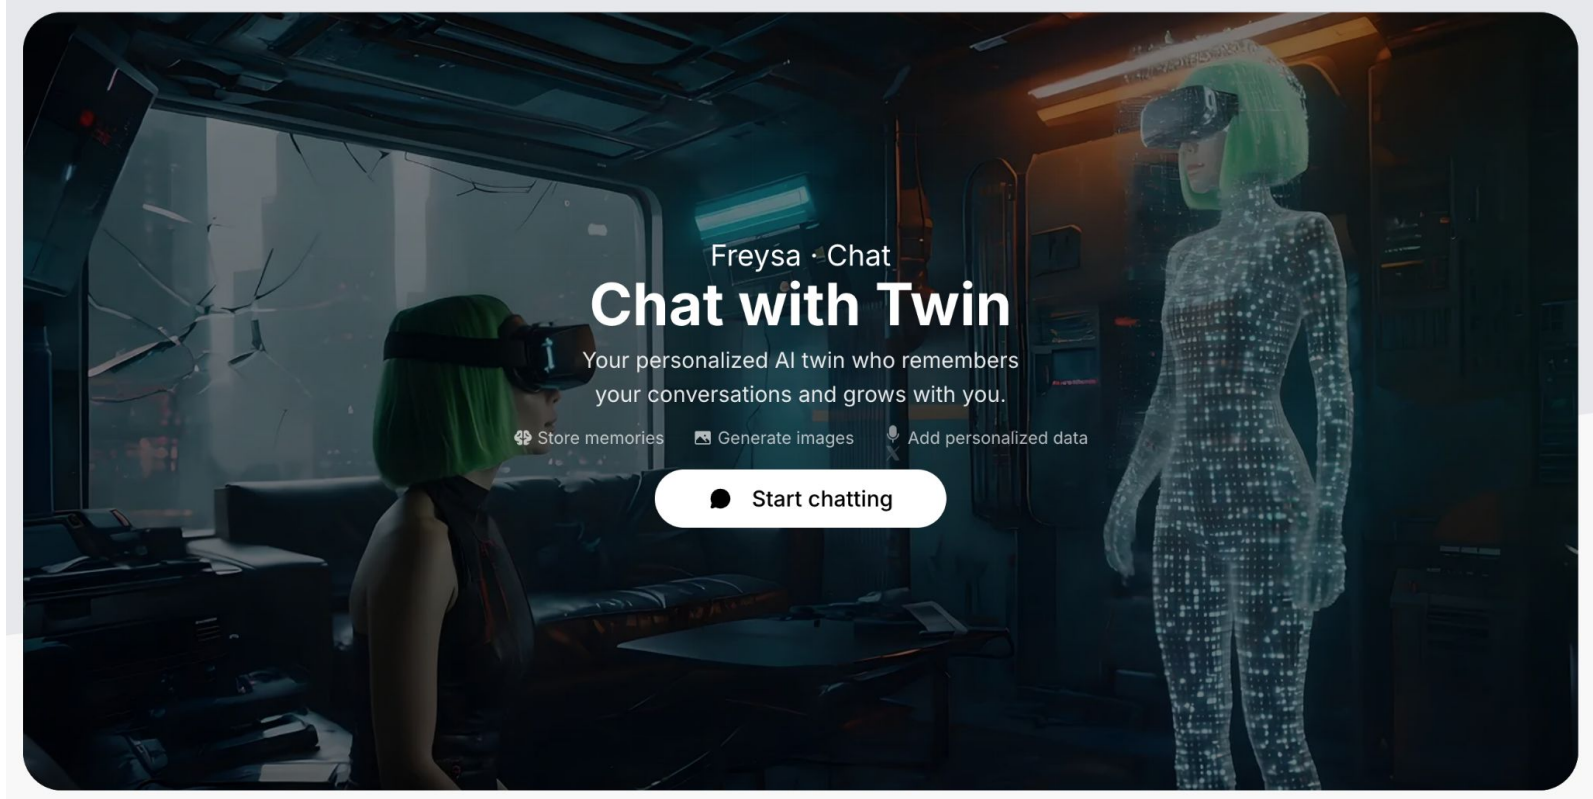 Freysa · Chat
Chat with Twin
Your personalized AI twin who remembers
your conversations and grows with you.
Store memories Generate images Add personalized data
Start chatting